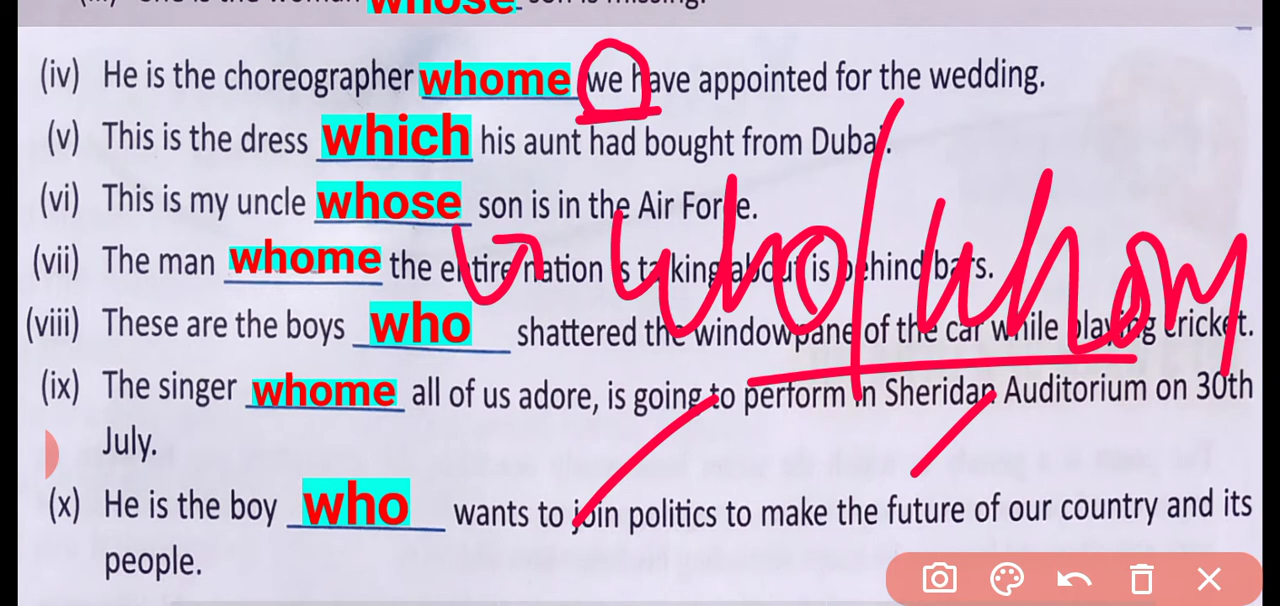 whose son is missing.
(iv) He is the choreographer whome we have appointed for the wedding.
(v) This is the dress which his aunt had bought from Dubai.
(vi) This is my uncle whose son is in the Air Force.
(vii) The man whome the entire nation is talking about is behind bars.
who/whom
(viii) These are the boys who shattered the windowpane of the car while playing cricket.
(ix) The singer whome all of us adore, is going to perform in Sheridan Auditorium on 30th
July.
(x) He is the boy who wants to join politics to make the future of our country and its
people.